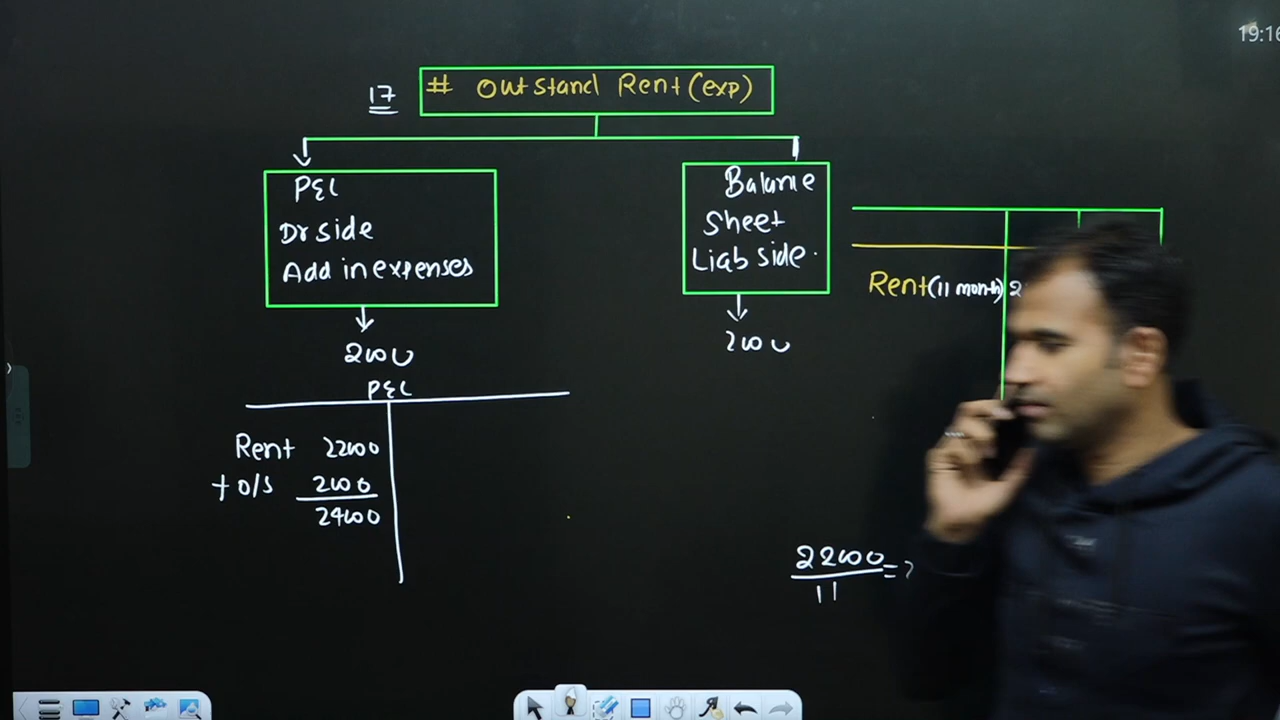 19:16
17 # Outstand Rent (exp)
P&L
Dr side
Add in expenses
2000
Balance
Sheet
Liab side.
2000
Rent (11 month) 2
P&L
Rent 22000
+ o/s 2000
24000
22000
11
=